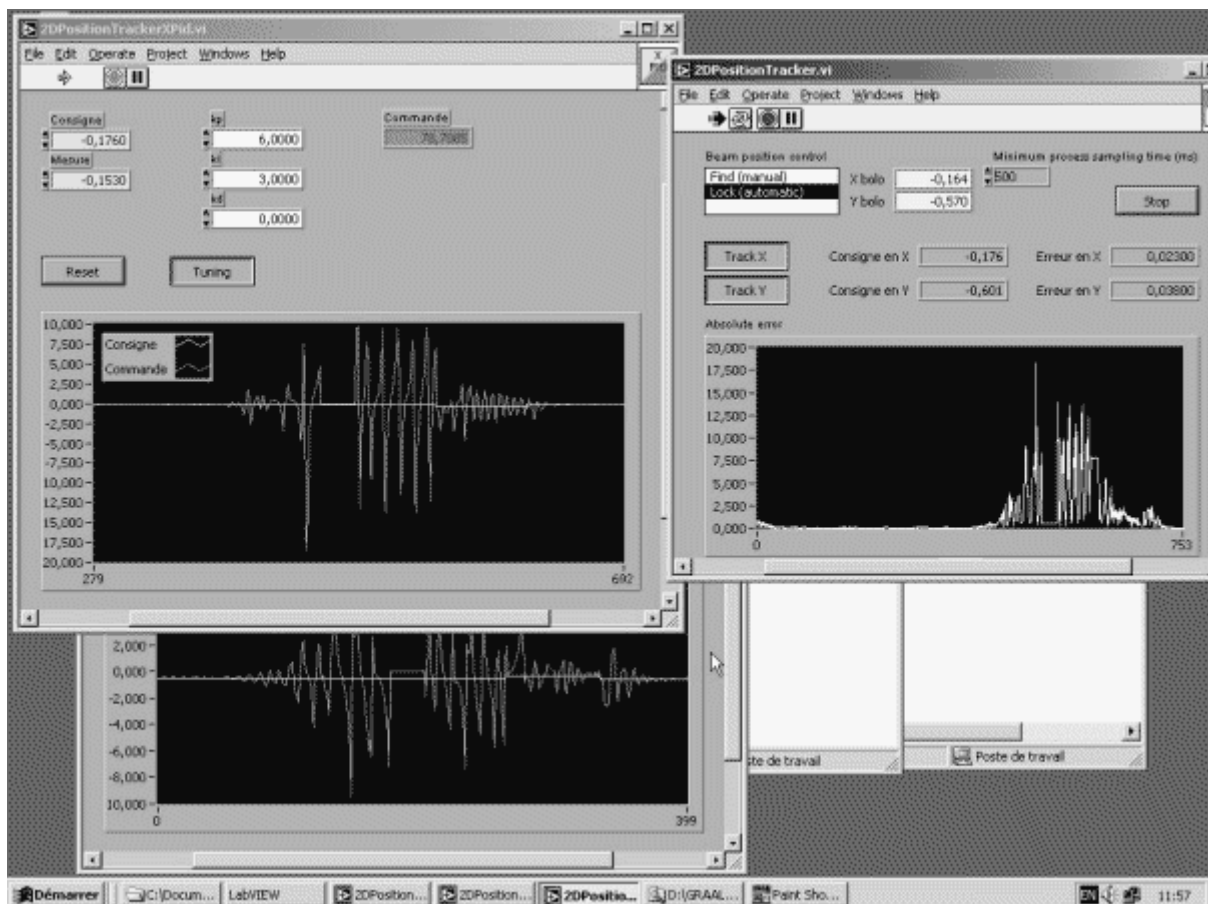 2DPositionTrackerXPid.vi
File Edit Operate Project Windows Help
Consigne
-0,1760
Mesure
-0,1530
kp
6,0000
ki
3,0000
kd
0,0000
Commande
Reset
Tuning
Consigne
Commande
10,000
7,500
5,000
2,500
0,000
-2,500
-5,000
-7,500
10,000
12,500
15,000
17,500
20,000
279
692
2DPositionTracker.vi
File Edit Operate Project Windows Help
Beam position control
Find (manual)
Lock (automatic)
X bolo
-0,164
Y bolo
-0,570
Minimum process sampling time (ms)
500
Stop
Track X
Consigne en X
-0,176
Erreur en X
0,02300
Track Y
Consigne en Y
-0,601
Erreur en Y
0,03800
Absolute error
20,000
17,500
15,000
12,500
10,000
7,500
5,000
2,500
0,000
0
753
2,000
0,000
-2,000
-4,000
-6,000
-8,000
10,000
0
399
ste de travail
Poste de travail
Démarrer
C:\Docum...
LabVIEW
2DPosition...
2DPosition...
2DPositio...
D:\GRAAL...
Paint Sho...
EN
11:57